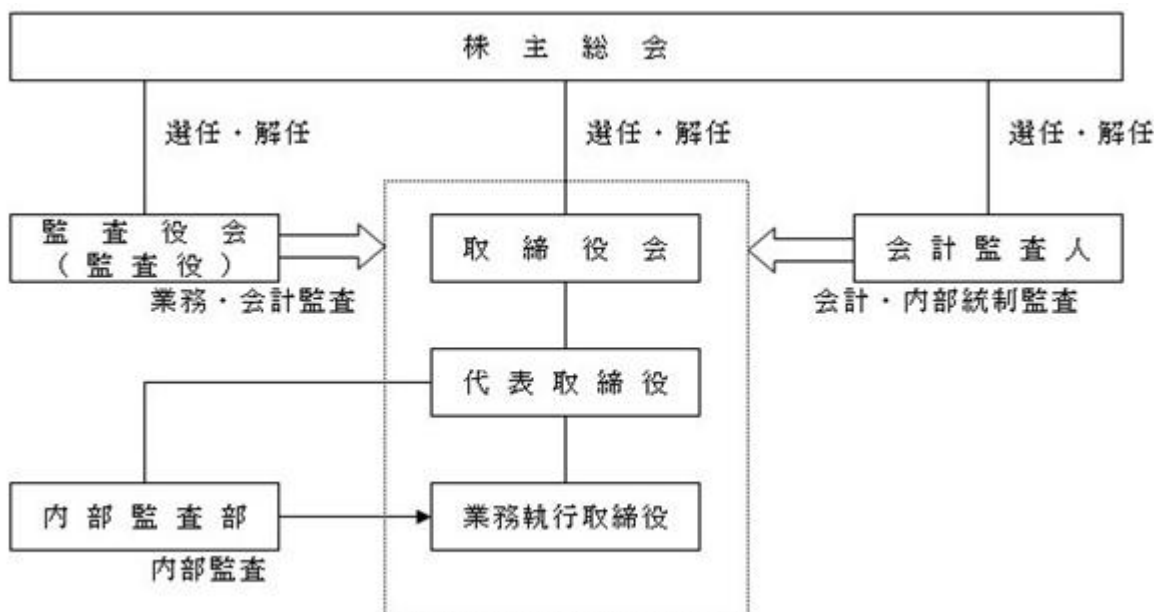 株主総会
選任・解任
選任・解任
選任・解任
監査役会
(監査役)
取締役会
会計監査人
業務・会計監査
会計・内部統制監査
代表取締役
内部監査部
業務執行取締役
内部監査